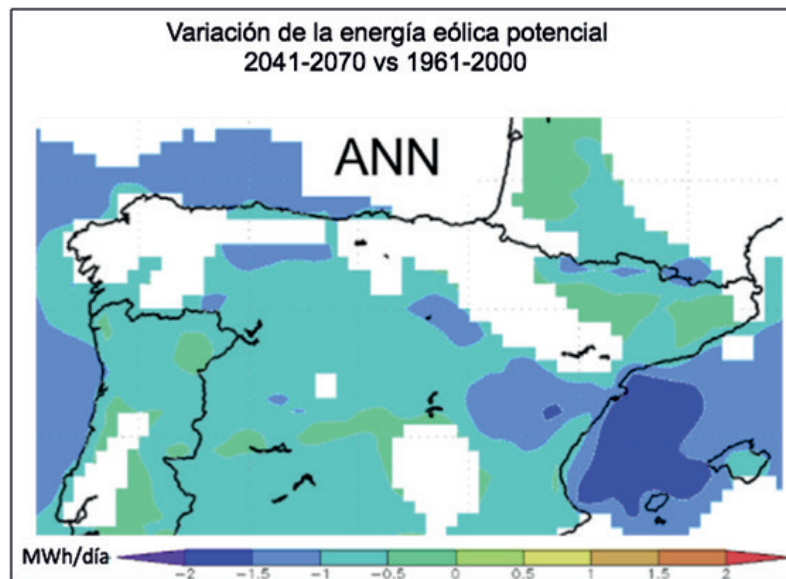 Variación de la energía eólica potencial
2041-2070 vs 1961-2000
ANN
MWh/día
−2 −1.5 −1 −0.5 0 0.5 1 1.5 2